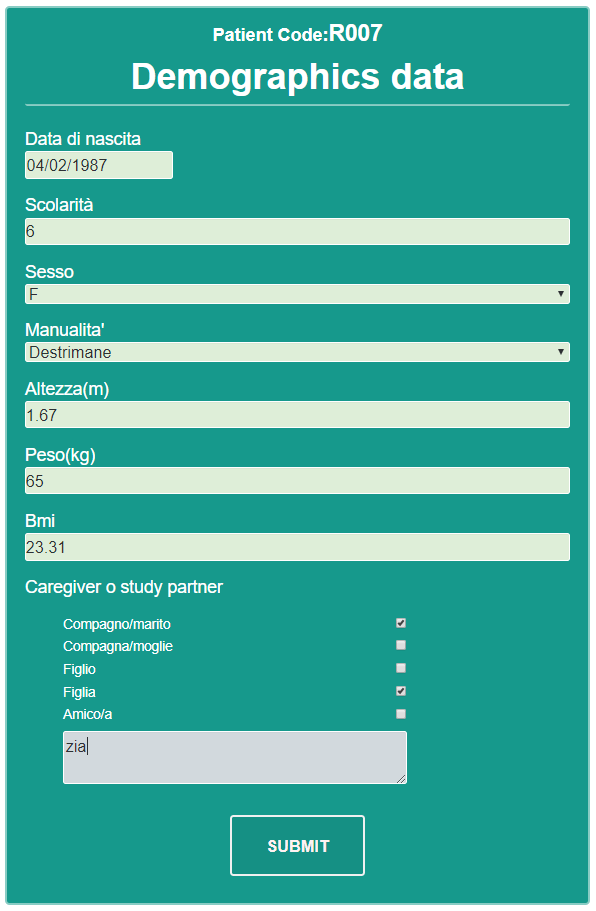 Patient Code:R007
Demographics data
Data di nascita
04/02/1987
Scolarità
6
Sesso
F
Manualita'
Destrimane
Altezza(m)
1.67
Peso(kg)
65
Bmi
23.31
Caregiver o study partner
Compagno/marito
Compagna/moglie
Figlio
Figlia
Amico/a
zia
SUBMIT